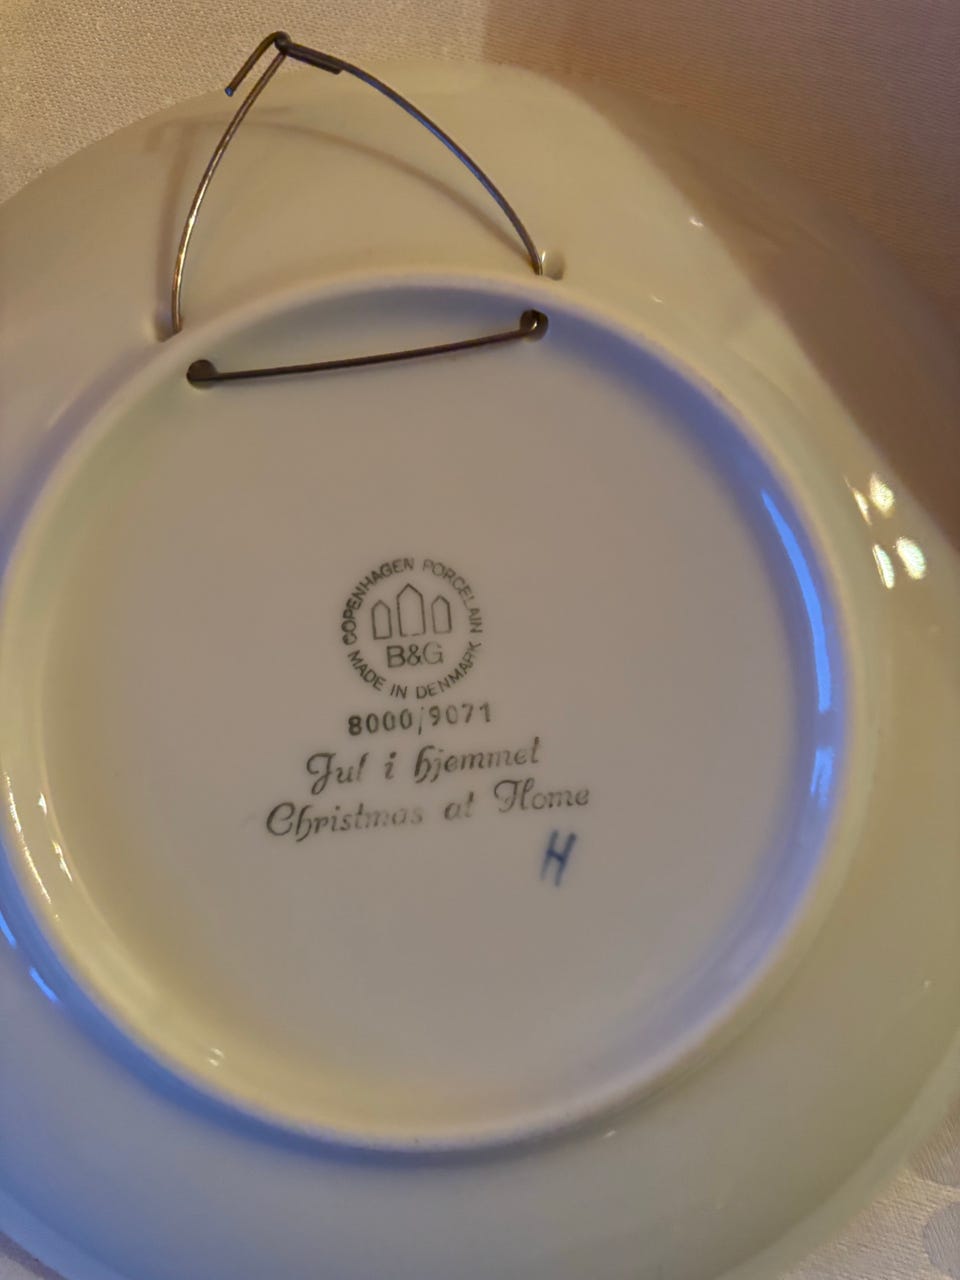 COPENHAGEN PORCELAIN
B&G
MADE IN DENMARK
8000/9071
Jul i hjemmet
Christmas at Home
H